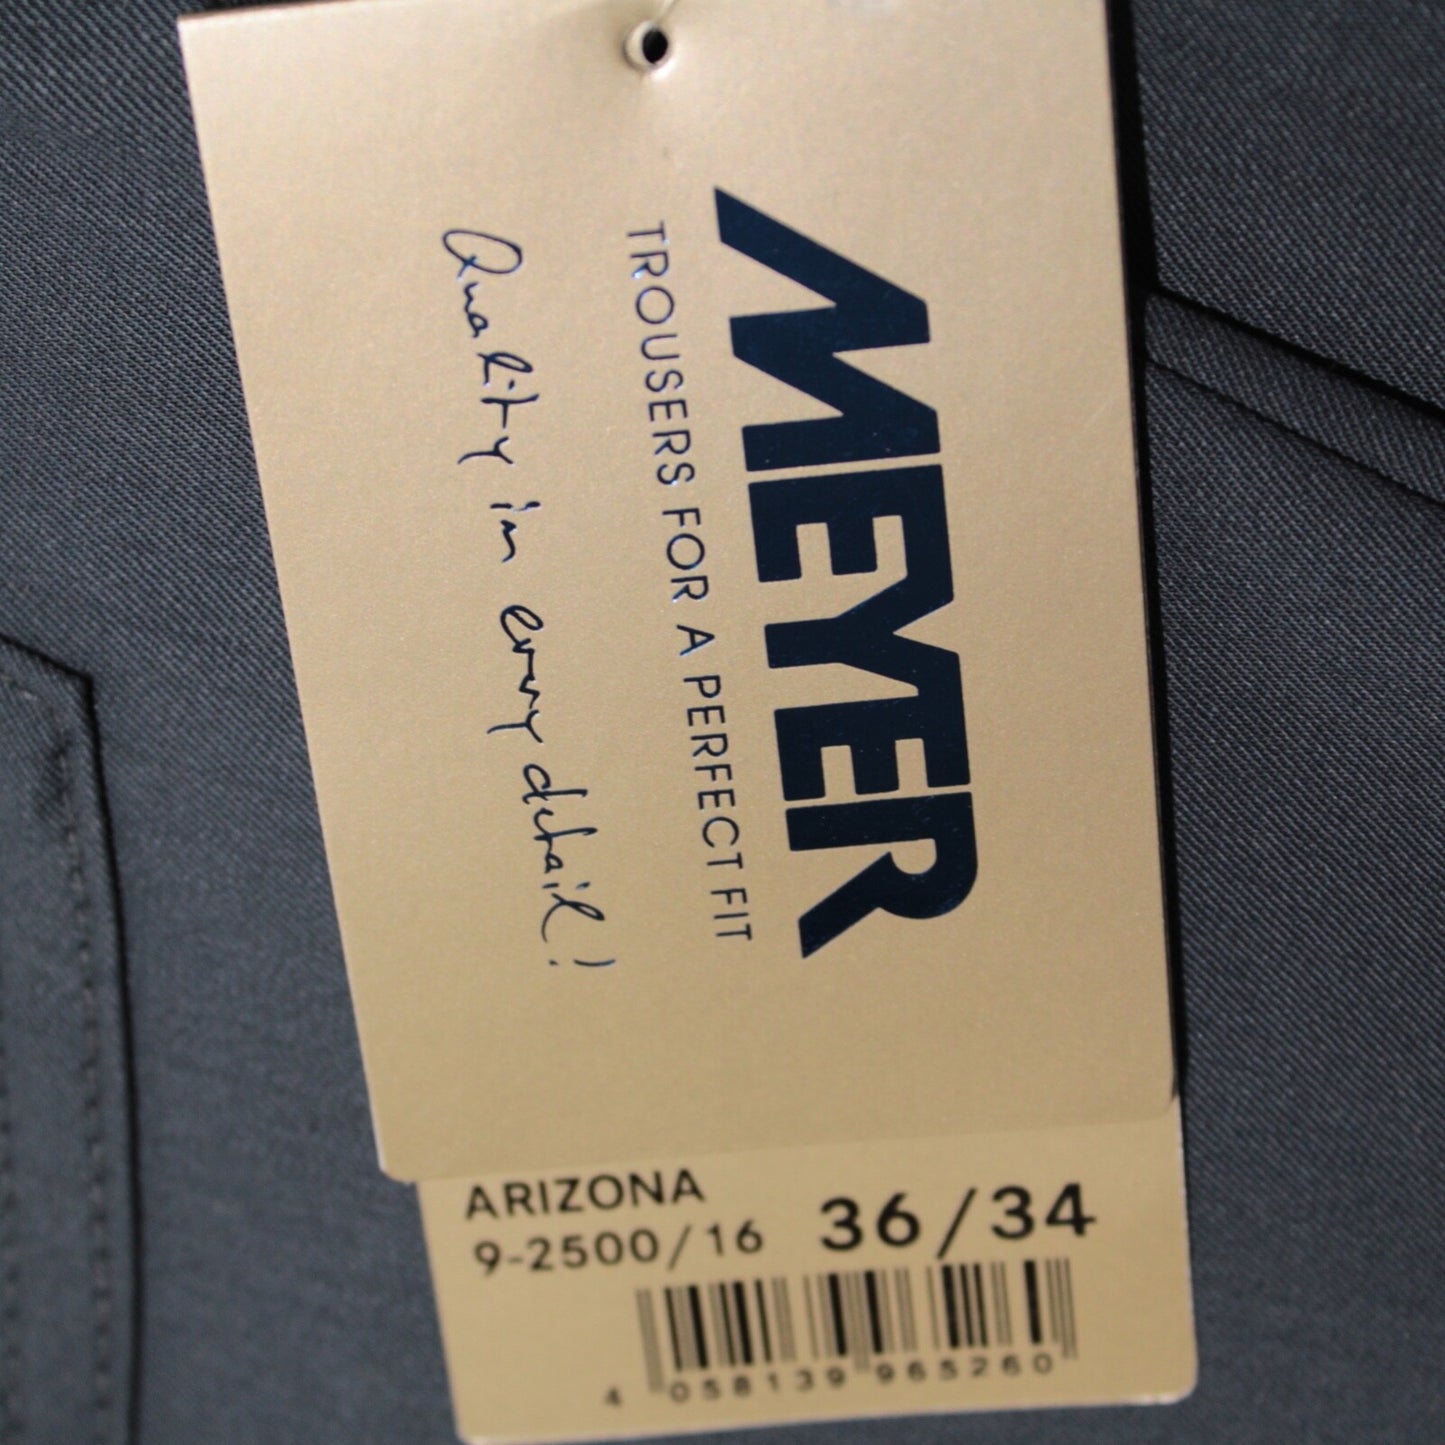 MEYER
TROUSERS FOR A PERFECT FIT
Quality in every detail!
ARIZONA
9-2500/16
36/34
4 058139 965260